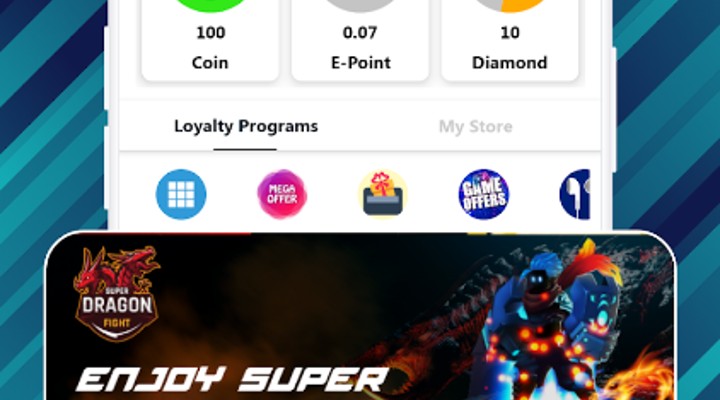 100 0.07 10
Coin E-Point Diamond
Loyalty Programs My Store
MEGA
OFFER
GAME
OFFERS
SUPER
DRAGON
FIGHT
ENJOY SUPER